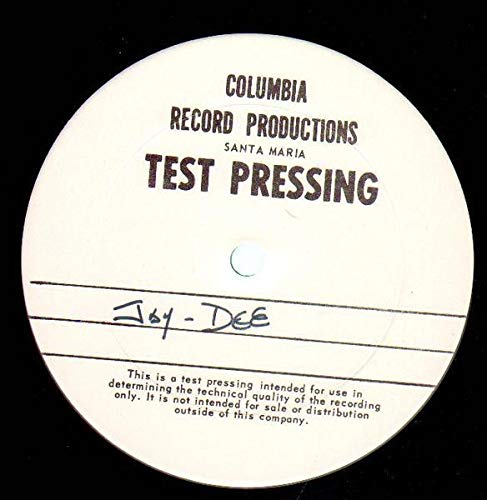 COLUMBIA
RECORD PRODUCTIONS
SANTA MARIA
TEST PRESSING
Jay - DEE
This is a test pressing intended for use in
determining the technical quality of the recording
only. It is not intended for sale or distribution
outside of this company.